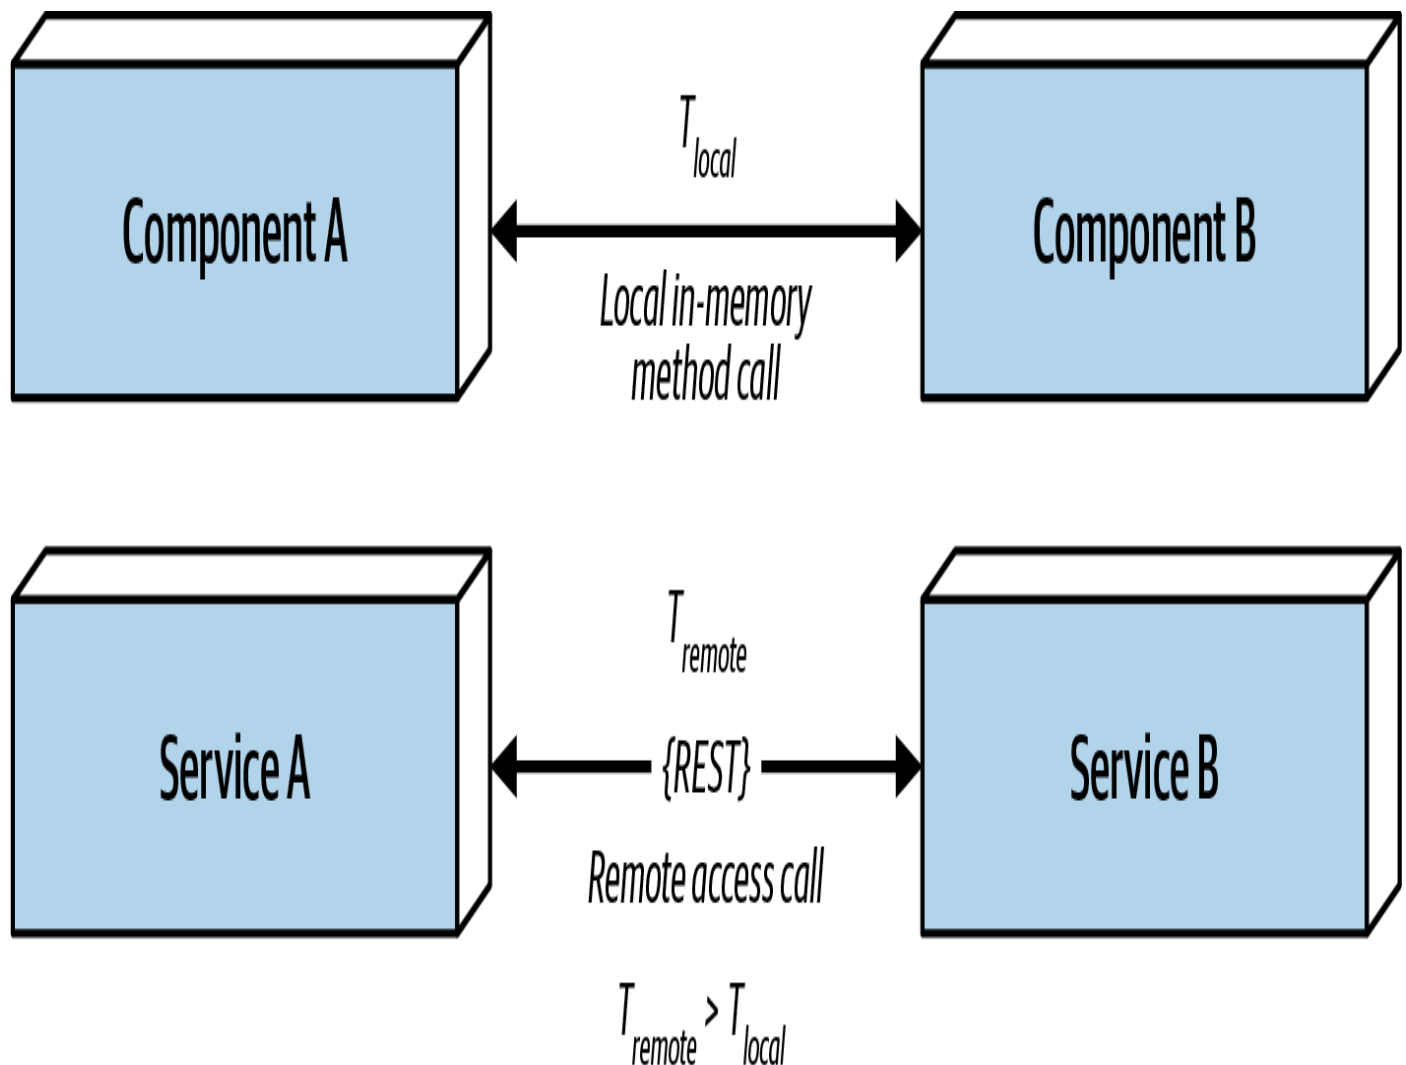 T local
Component A
Component B
Local in-memory
method call
T remote
Service A
{REST}
Service B
Remote access call
T remote > T local